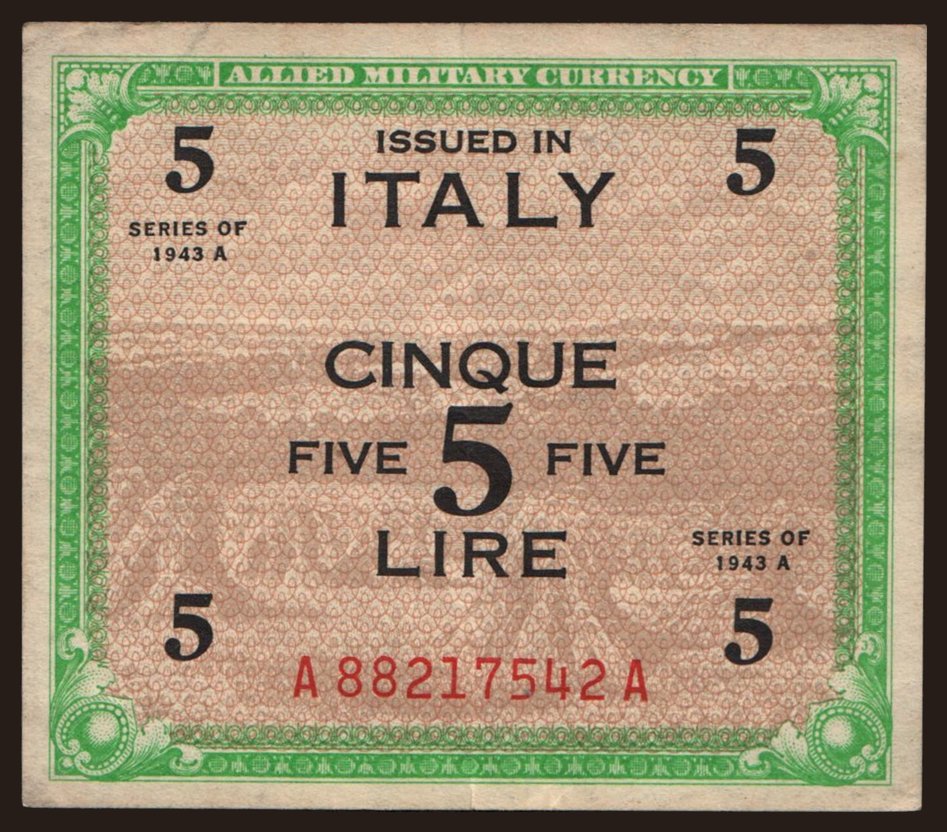 ALLIED MILITARY CURRENCY
5 ISSUED IN 5
ITALY
SERIES OF
1943 A
CINQUE
FIVE 5 FIVE
LIRE
SERIES OF
1943 A
5 5
A88217542A